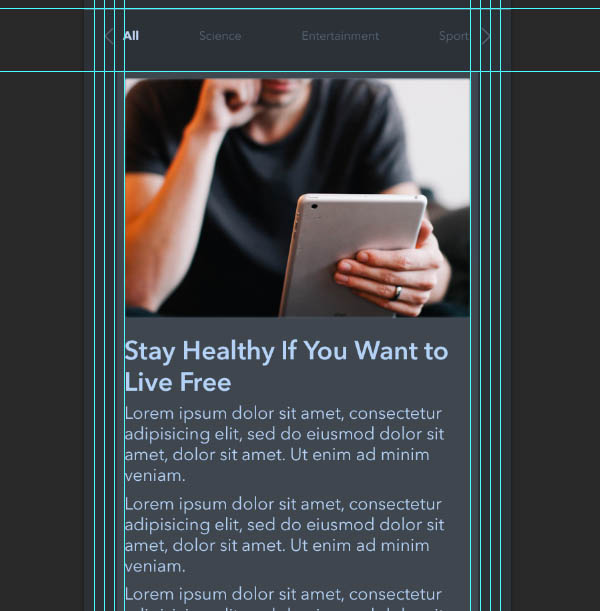 All Science Entertainment Sport
Stay Healthy If You Want to
Live Free
Lorem ipsum dolor sit amet, consectetur
adipisicing elit, sed do eiusmod dolor sit
amet, dolor sit amet. Ut enim ad minim
veniam.
Lorem ipsum dolor sit amet, consectetur
adipisicing elit, sed do eiusmod dolor sit
amet, dolor sit amet. Ut enim ad minim
veniam.
Lorem ipsum dolor sit amet, consectetur